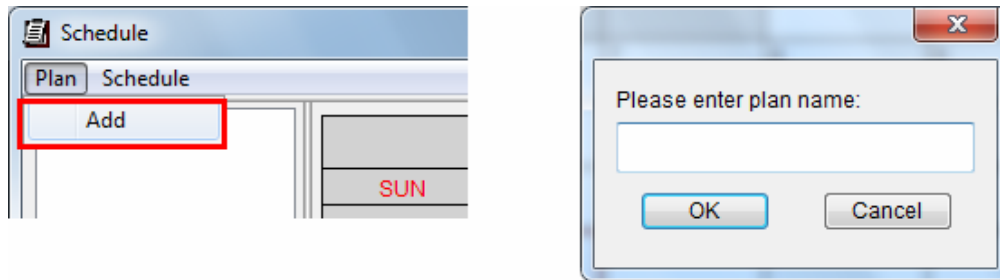 Schedule
Plan Schedule
Add
SUN
Please enter plan name:
OK Cancel